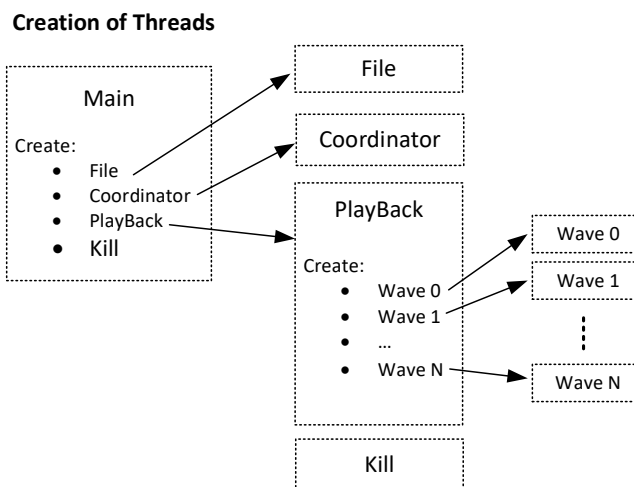 Creation of Threads
Main
Create:
• File
• Coordinator
• PlayBack
• Kill
File
Coordinator
PlayBack
Create:
• Wave 0
• Wave 1
• ...
• Wave N
Kill
Wave 0
Wave 1
Wave N